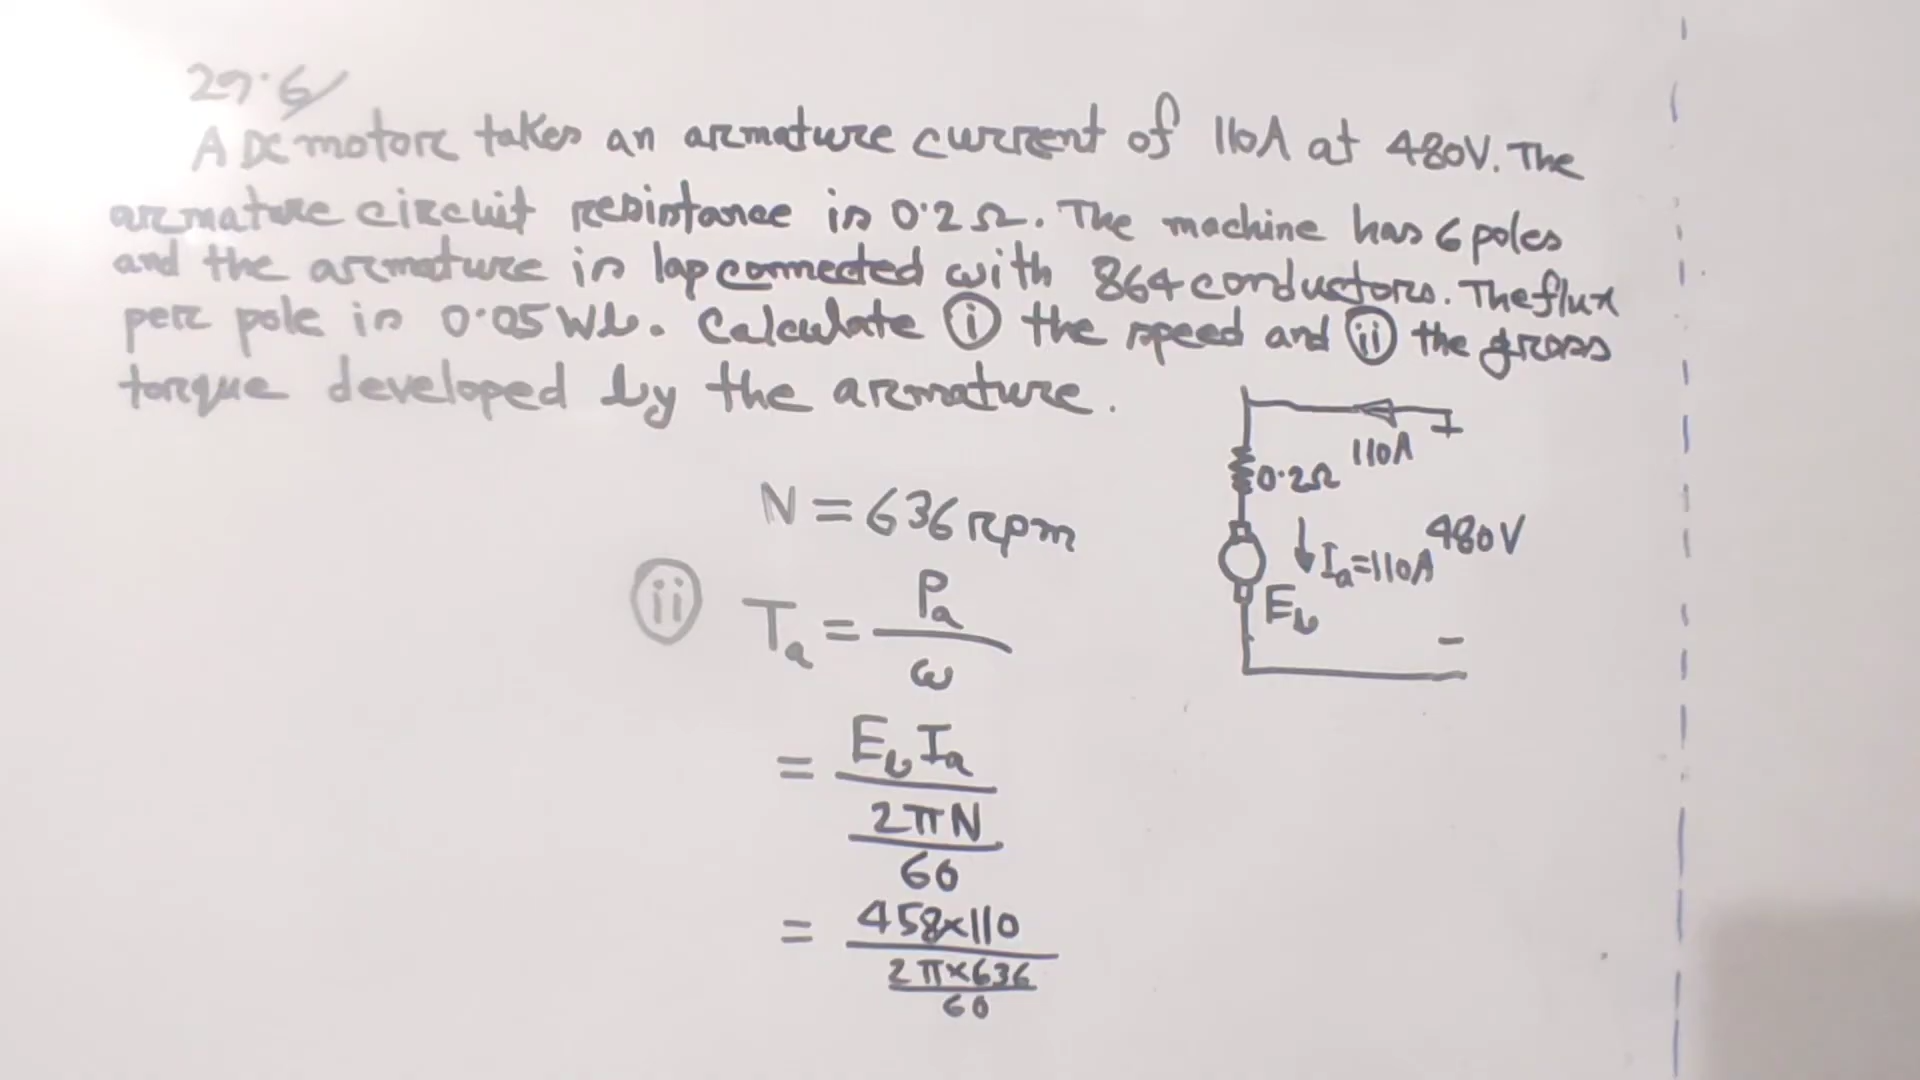 29.6
A DC motor takes an armature current of 110A at 480V. The
armature circuit resistance is 0.2Ω. The machine has 6 poles
and the armature is lap connected with 864 conductors. The flux
per pole is 0.05 Wb. Calculate (i) the speed and (ii) the gross
torque developed by the armature.
+
110A
0.2Ω
480V
Ia=110A
Eb
-
N = 636 rpm
(ii) Ta = Pa/ω
= EbIa/(2πN/60)
= 458×110/(2π×636/60)